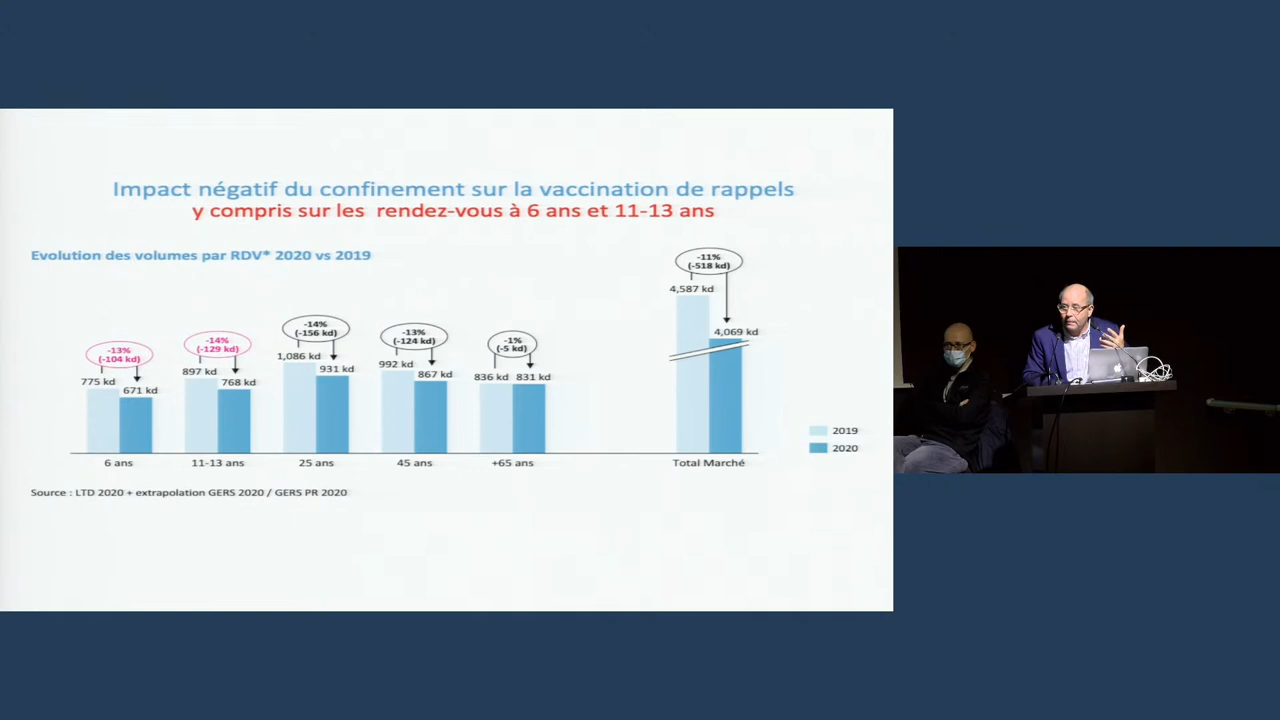 Impact négatif du confinement sur la vaccination de rappels
y compris sur les rendez-vous à 6 ans et 11-13 ans
Evolution des volumes par RDV* 2020 vs 2019
-13%
(-104 kd)
775 kd
671 kd
6 ans
-14%
(-129 kd)
897 kd
768 kd
11-13 ans
-14%
(-156 kd)
1,086 kd
931 kd
25 ans
-13%
(-124 kd)
992 kd
867 kd
45 ans
-1%
(-5 kd)
836 kd
831 kd
+65 ans
-11%
(-518 kd)
4,587 kd
4,069 kd
Total Marché
2019
2020
Source : LTD 2020 + extrapolation GERS 2020 / GERS PR 2020